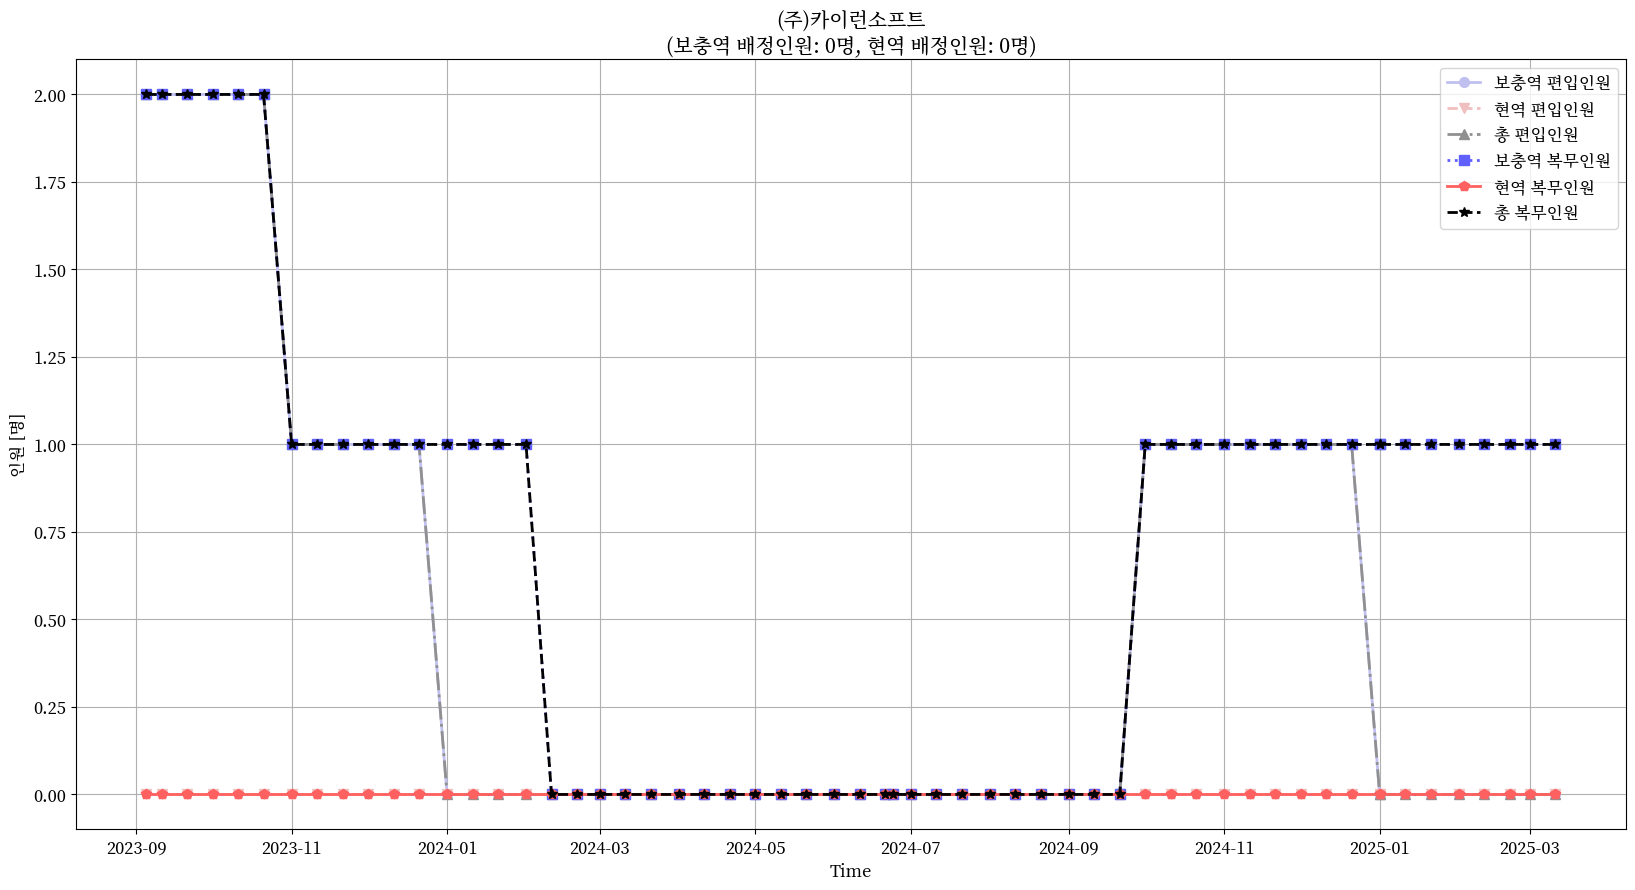 (주)카이런소프트
(보충역 배정인원: 0명, 현역 배정인원: 0명)
보충역 편입인원
현역 편입인원
총 편입인원
보충역 복무인원
현역 복무인원
총 복무인원
인원 [명]
2.00
1.75
1.50
1.25
1.00
0.75
0.50
0.25
0.00
2023-09 2023-11 2024-01 2024-03 2024-05 2024-07 2024-09 2024-11 2025-01 2025-03
Time